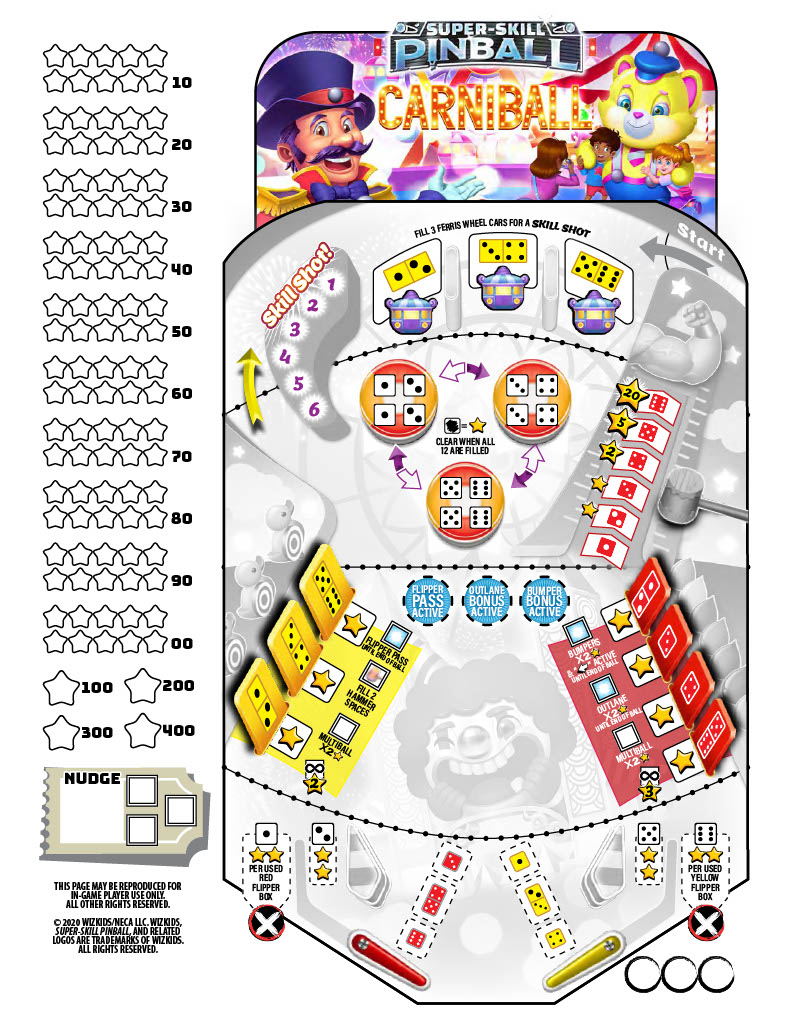 SUPER-SKILL
PINBALL
CARNIBALL
10
20
30
40
50
60
70
80
90
00
100
200
300
400
NUDGE
THIS PAGE MAY BE REPRODUCED FOR
IN-GAME PLAYER USE ONLY.
ALL OTHER RIGHTS RESERVED.
© 2020 WIZKIDS/NECA LLC. WIZKIDS,
SUPER-SKILL PINBALL, AND RELATED
LOGOS ARE TRADEMARKS OF WIZKIDS.
ALL RIGHTS RESERVED.
FILL 3 FERRIS WHEEL CARS FOR A SKILL SHOT
Start
Skill Shot!
1
2
3
4
5
6
=
CLEAR WHEN ALL
12 ARE FILLED
20
5
2
FLIPPER
PASS
ACTIVE
OUTLANE
BONUS
ACTIVE
BUMPER
BONUS
ACTIVE
FLIPPER PASS
UNTIL END OF BALL
FILL 2
HAMMER
SPACES
MULTIBALL
X2
∞
2
BUMPERS
X2
& ACTIVE
UNTIL END OF BALL
OUTLANE
X2
UNTIL END OF BALL
MULTIBALL
X2
∞
3
PER USED
RED
FLIPPER
BOX
PER USED
YELLOW
FLIPPER
BOX